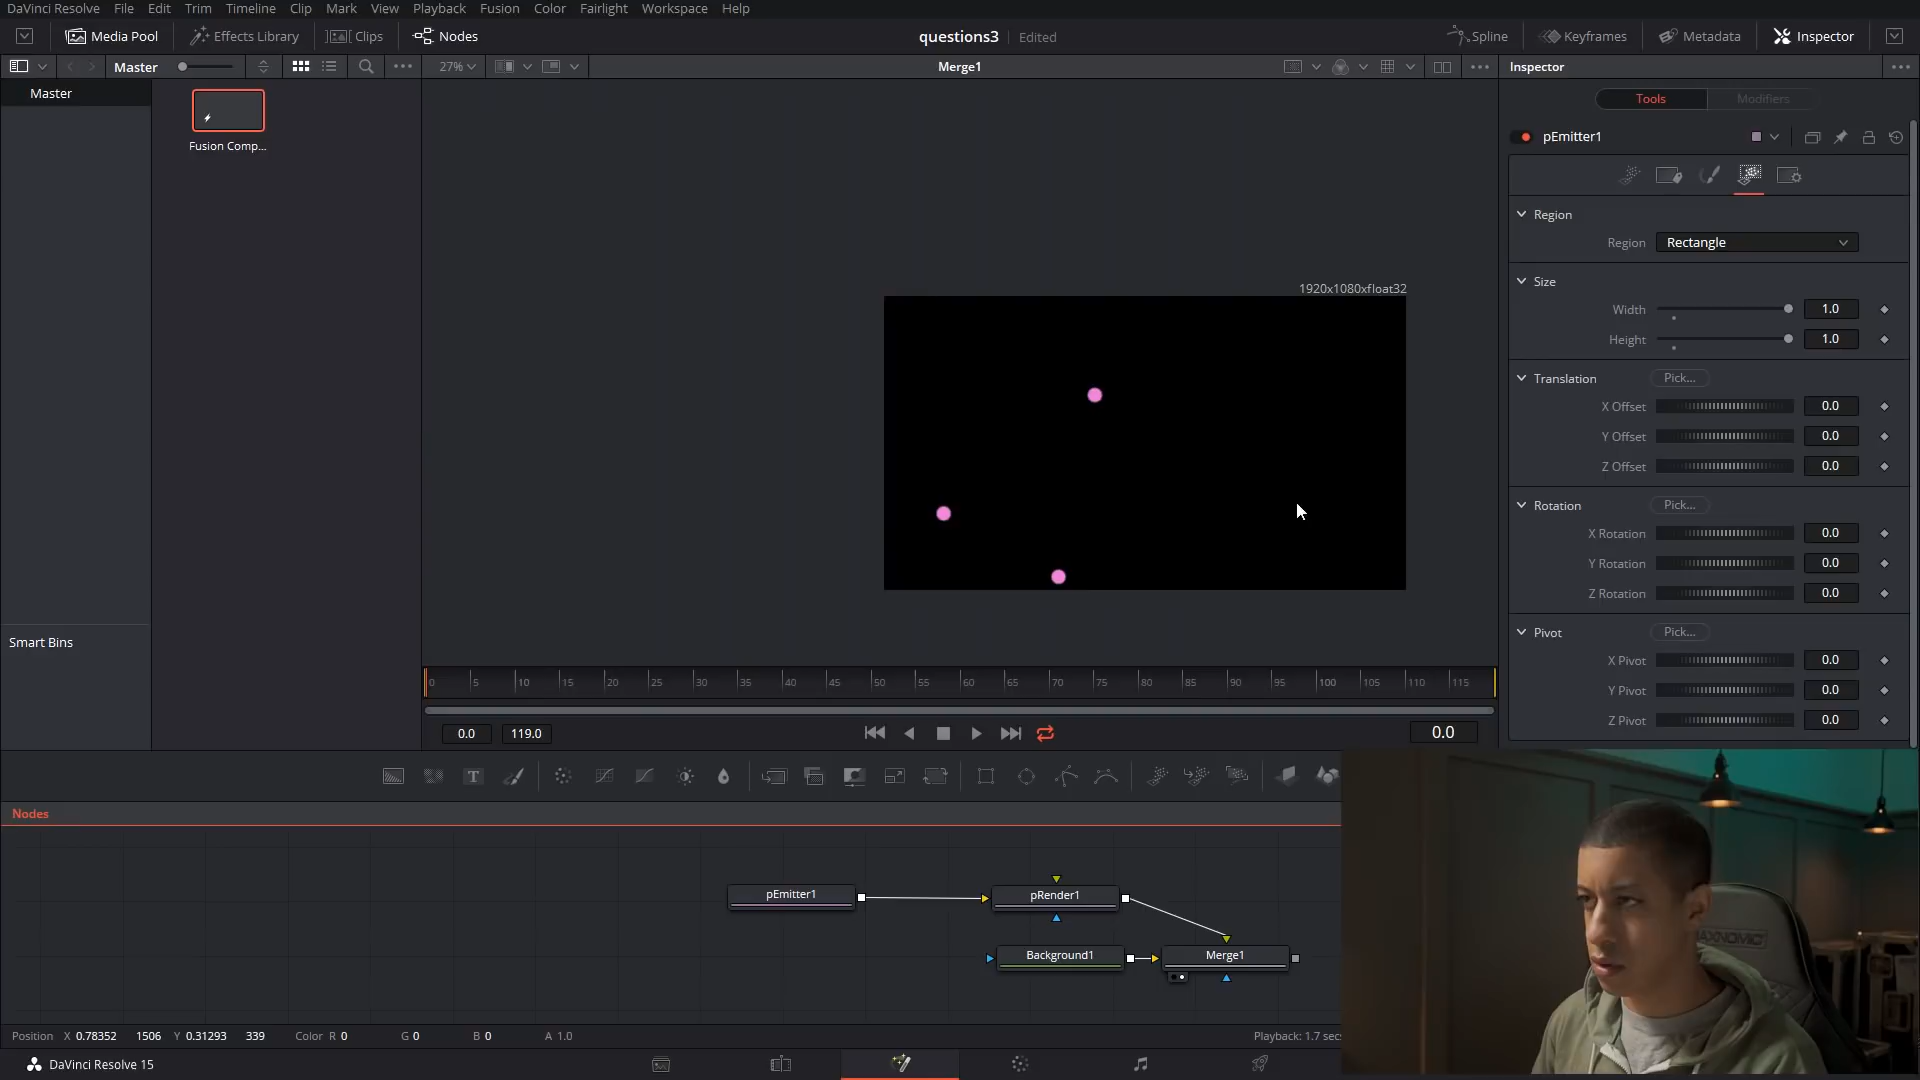 DaVinci Resolve File Edit Trim Timeline Clip Mark View Playback Fusion Color Fairlight Workspace Help
Media Pool Effects Library Clips Nodes questions3 Edited Spline Keyframes Metadata Inspector
Master 27% Merge1 Inspector
Master
Fusion Comp...
Tools Modifiers
pEmitter1
Region
Region Rectangle
Size
1920x1080xfloat32
Width 1.0
Height 1.0
Translation Pick...
X Offset 0.0
Y Offset 0.0
Z Offset 0.0
Rotation Pick...
X Rotation 0.0
Y Rotation 0.0
Z Rotation 0.0
Pivot Pick...
X Pivot 0.0
Y Pivot 0.0
Z Pivot 0.0
Smart Bins
0 5 10 15 20 25 30 35 40 45 50 55 60 65 70 75 80 85 90 95 100 105 110 115
0.0 119.0 0.0
T
Nodes
pEmitter1 pRender1
Background1 Merge1
MAXNOMIC
Position X 0.78352 1506 Y 0.31293 339 Color R 0 G 0 B 0 A 1.0 Playback: 1.7 secs
DaVinci Resolve 15